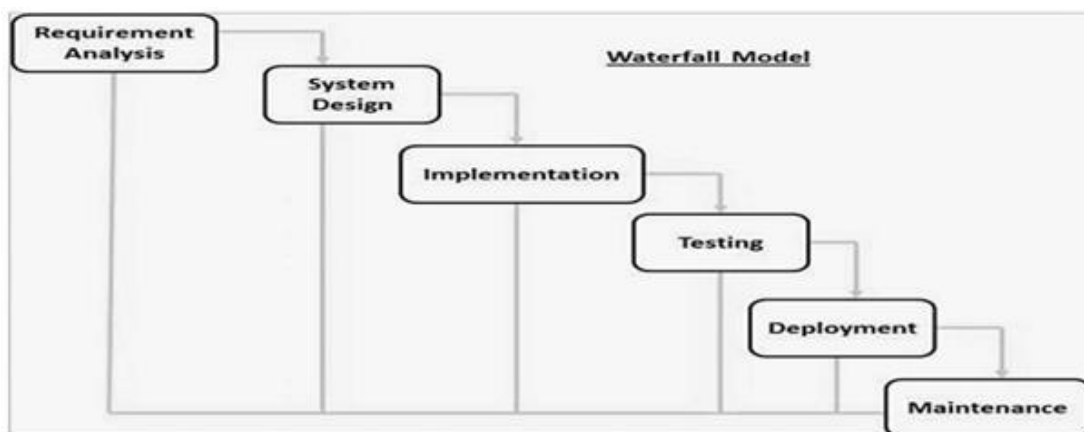 Requirement
Analysis
Waterfall Model
System
Design
Implementation
Testing
Deployment
Maintenance